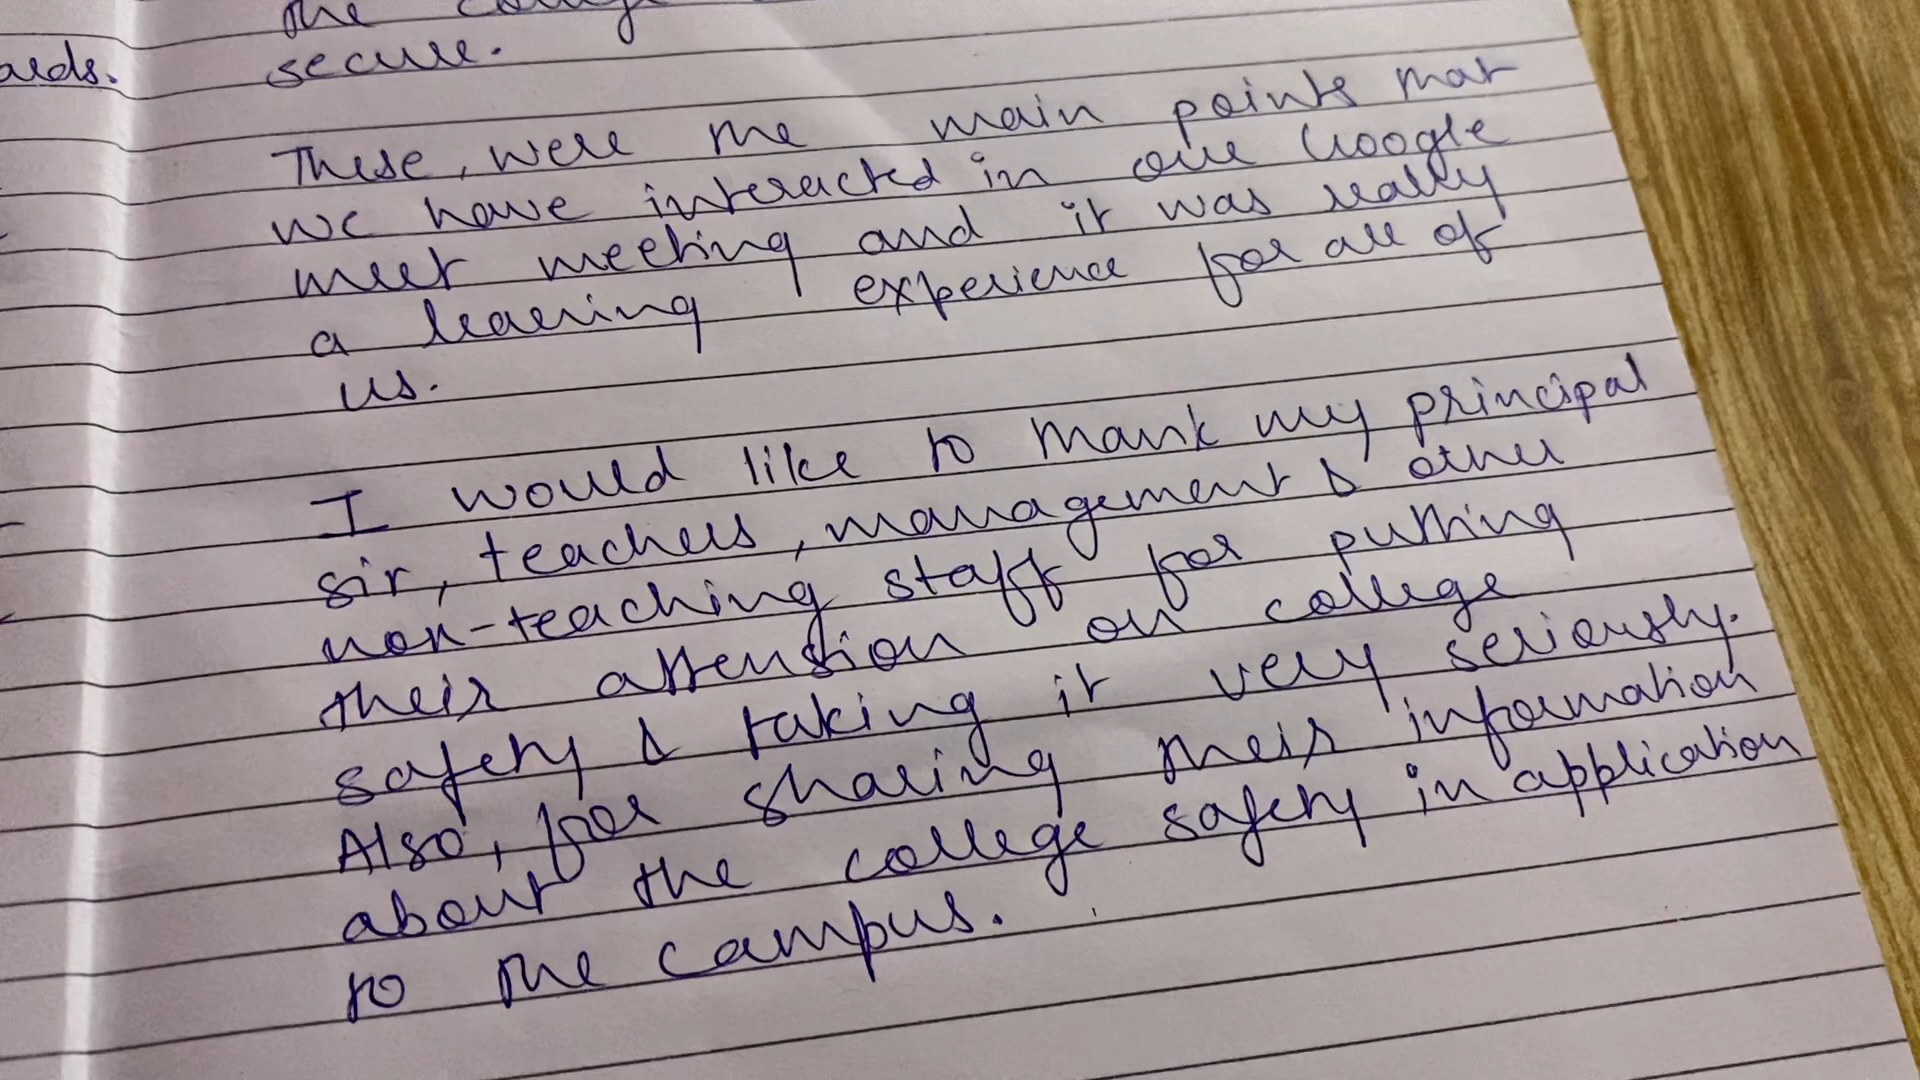 the college
secure.
These, were the main points that
we have interacted in our Google
meet meeting and it was really
a learning experience for all of
us.
I would like to thank my principal
sir, teachers, management & other
non-teaching staff for putting
their attension on college
safety & taking it very seriously.
Also, for sharing their information
about the college safety in application
to the campus.